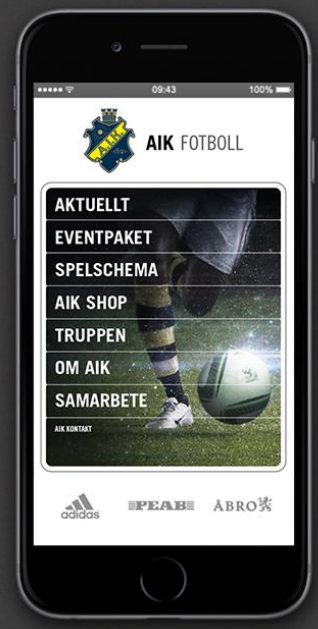 09:43 100%
AIK
AIK FOTBOLL
AKTUELLT
EVENTPAKET
SPELSCHEMA
AIK SHOP
TRUPPEN
OM AIK
SAMARBETE
AIK KONTAKT
adidas PEAB ÅBRO